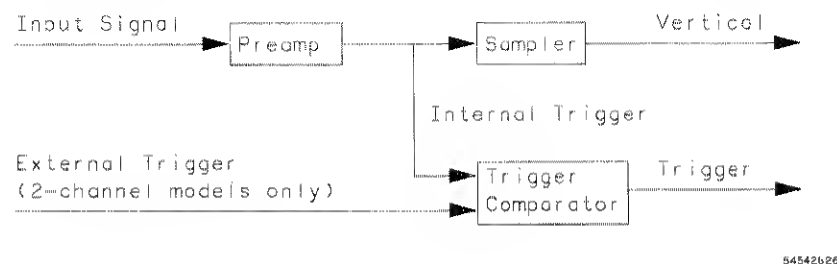 Input Signal
Preamp
Sampler
Vertical
Internal Trigger
External Trigger
(2-channel models only)
Trigger
Comparator
Trigger
54542b26